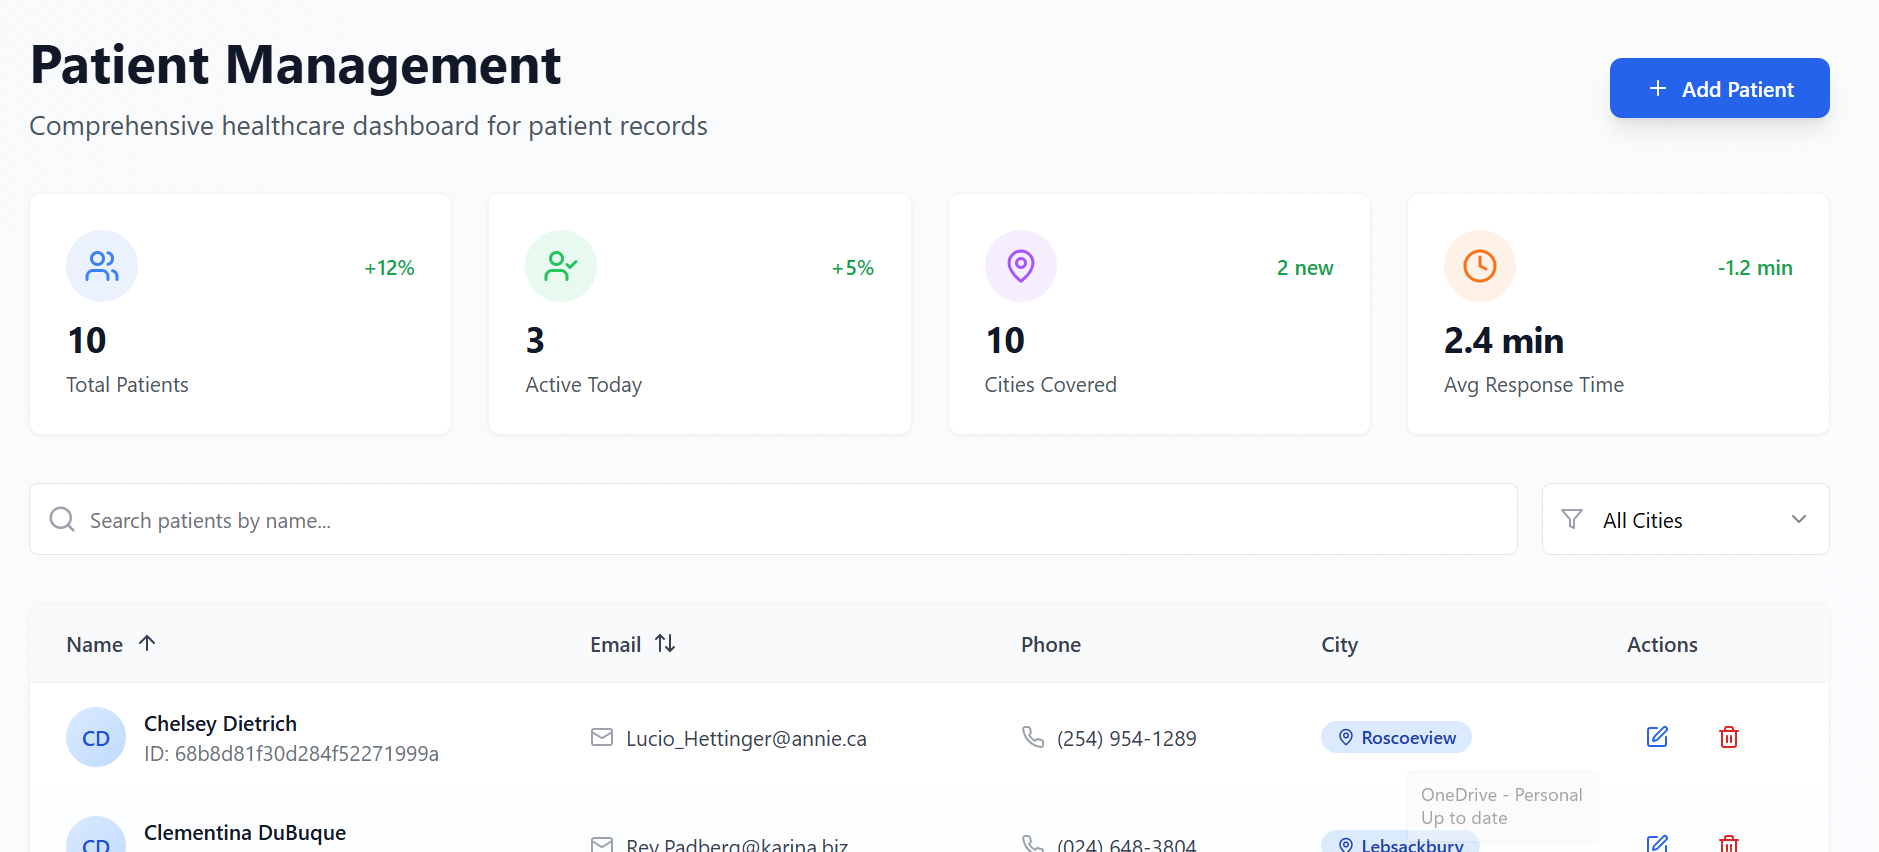 Patient Management
Comprehensive healthcare dashboard for patient records
+ Add Patient
+12%
10
Total Patients
+5%
3
Active Today
2 new
10
Cities Covered
-1.2 min
2.4 min
Avg Response Time
Search patients by name...
All Cities
Name Email Phone City Actions
CD Chelsey Dietrich
ID: 68b8d81f30d284f52271999a
Lucio_Hettinger@annie.ca (254) 954-1289 Roscoeview
OneDrive - Personal
Up to date
CD Clementina DuBuque
Rey.Padberg@karina.biz (024) 648-3804 Lebsackbury